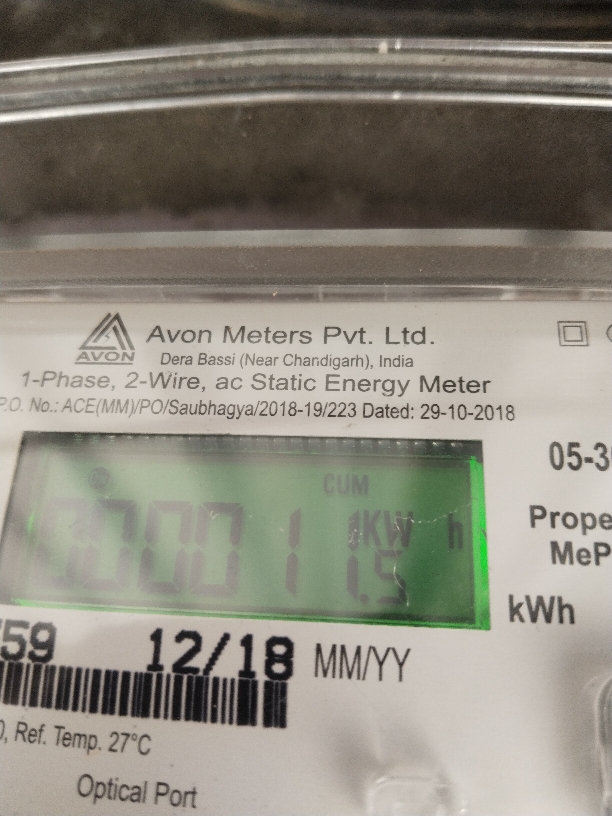 AVON
Avon Meters Pvt. Ltd.
Dera Bassi (Near Chandigarh), India
1-Phase, 2-Wire, ac Static Energy Meter
P.O. No.: ACE(MM)/PO/Saubhagya/2018-19/223 Dated: 29-10-2018
CUM
000011.5
KW h
05-3
Prope
MeP
kWh
59 12/18 MM/YY
, Ref. Temp. 27°C
Optical Port